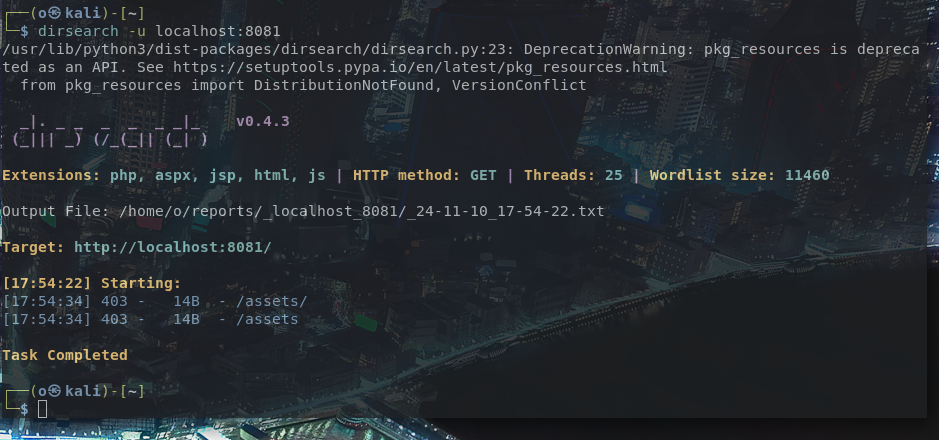 ┌──(o㉿kali)-[~]
└─$ dirsearch -u localhost:8081
/usr/lib/python3/dist-packages/dirsearch/dirsearch.py:23: DeprecationWarning: pkg_resources is depreca
ted as an API. See https://setuptools.pypa.io/en/latest/pkg_resources.html
  from pkg_resources import DistributionNotFound, VersionConflict

  _|. _ _  _  _  _ _|_    v0.4.3
 (_||| _) (/_(_|| (_| )

Extensions: php, aspx, jsp, html, js | HTTP method: GET | Threads: 25 | Wordlist size: 11460

Output File: /home/o/reports/_localhost_8081/_24-11-10_17-54-22.txt

Target: http://localhost:8081/

[17:54:22] Starting:
[17:54:34] 403 -   14B  - /assets/
[17:54:34] 403 -   14B  - /assets

Task Completed

┌──(o㉿kali)-[~]
└─$